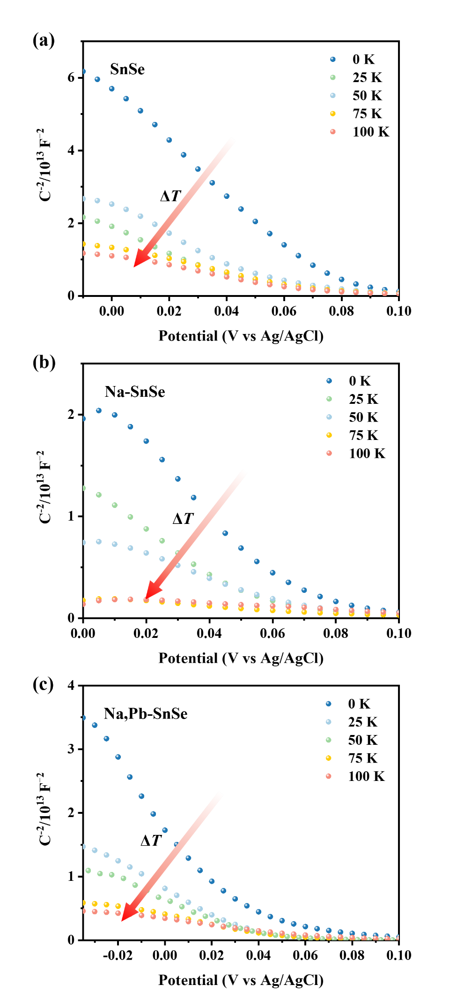 (a)
SnSe
0 K
25 K
50 K
75 K
100 K
ΔT
6
4
2
0
C⁻²/10¹³ F⁻²
0.00 0.02 0.04 0.06 0.08 0.10
Potential (V vs Ag/AgCl)
(b)
Na-SnSe
0 K
25 K
50 K
75 K
100 K
ΔT
2
1
0
C⁻²/10¹³ F⁻²
0.00 0.02 0.04 0.06 0.08 0.10
Potential (V vs Ag/AgCl)
(c)
Na,Pb-SnSe
0 K
25 K
50 K
75 K
100 K
ΔT
4
3
2
1
0
C⁻²/10¹³ F⁻²
-0.02 0.00 0.02 0.04 0.06 0.08 0.10
Potential (V vs Ag/AgCl)